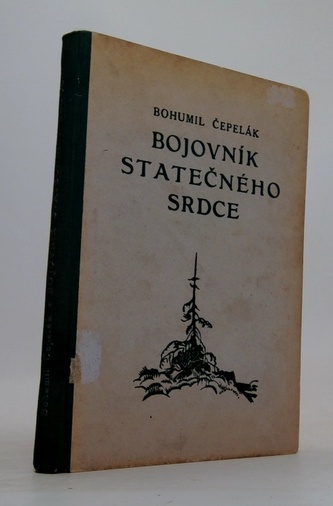 BOHUMIL ČEPELÁK
BOJOVNÍK
STATEČNÉHO
SRDCE